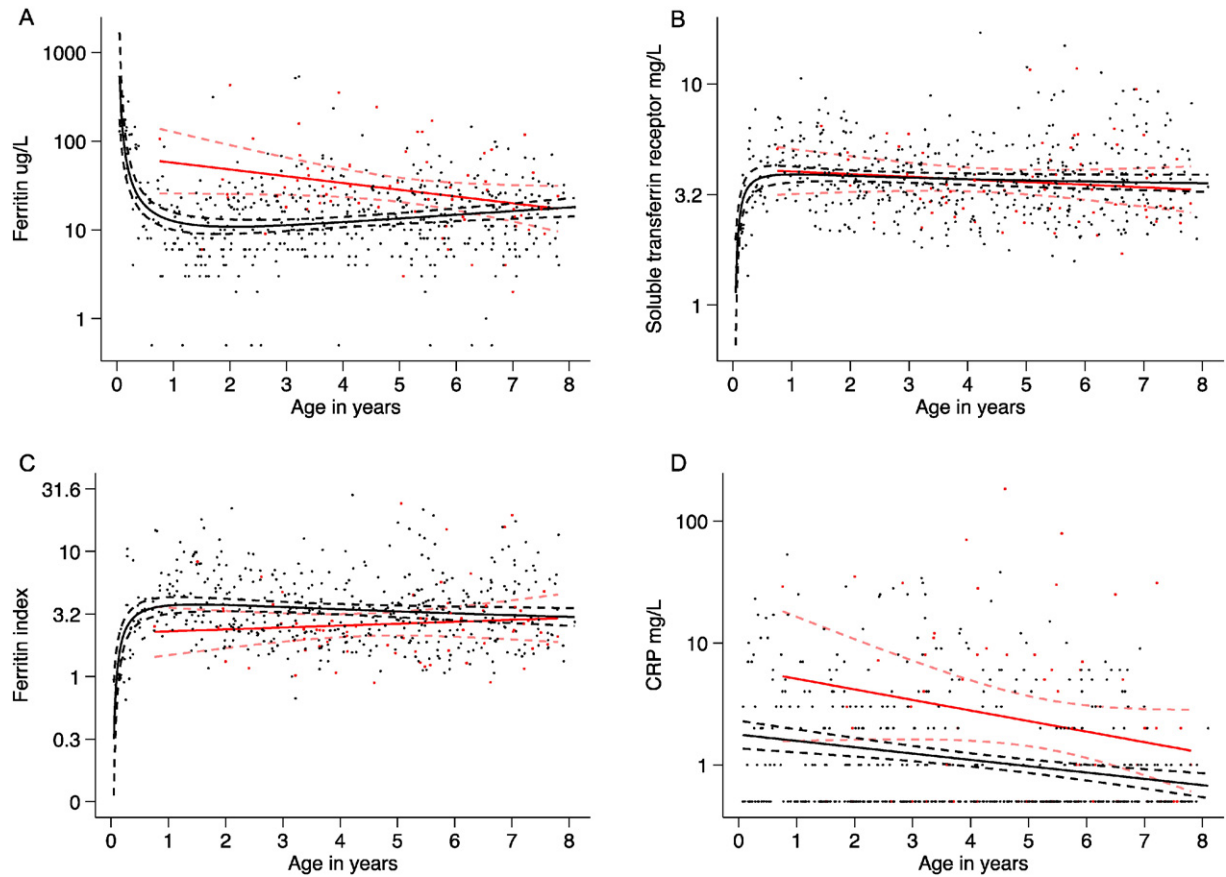 A
Ferritin ug/L
1000
100
10
1
0 1 2 3 4 5 6 7 8
Age in years
B
Soluble transferrin receptor mg/L
10
3.2
1
0 1 2 3 4 5 6 7 8
Age in years
C
Ferritin index
31.6
10
3.2
1
0.3
0
0 1 2 3 4 5 6 7 8
Age in years
D
CRP mg/L
100
10
1
0 1 2 3 4 5 6 7 8
Age in years